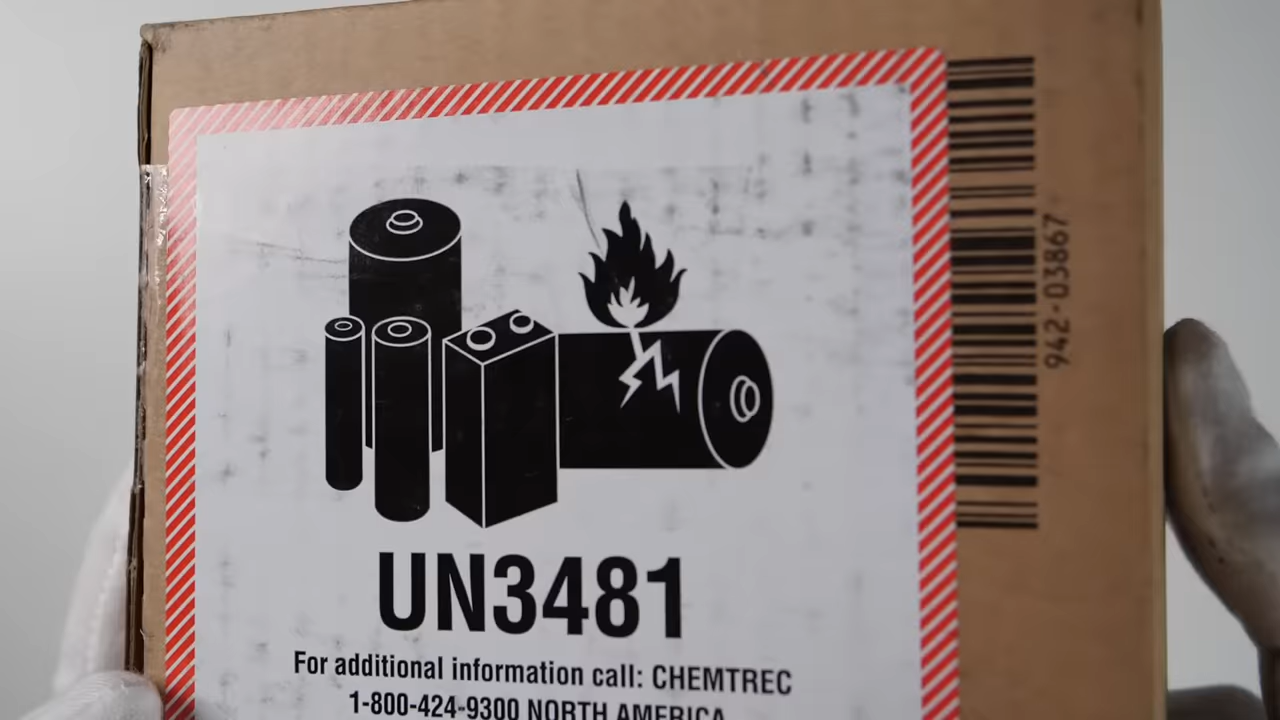 UN3481
For additional information call: CHEMTREC
1-800-424-9300 NORTH AMERICA
942-03867